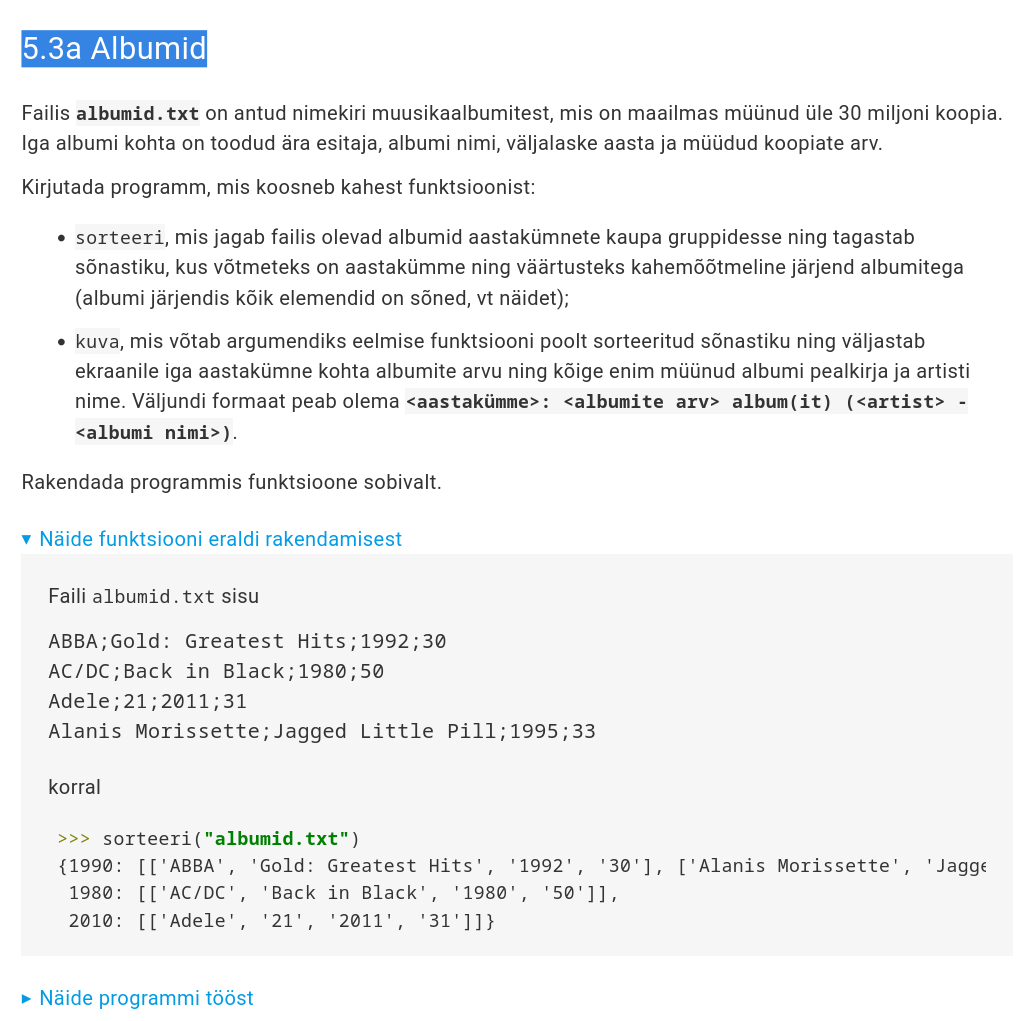 5.3a Albumid
Failis albumid.txt on antud nimekiri muusikaalbumitest, mis on maailmas müünud üle 30 miljoni koopia.
Iga albumi kohta on toodud ära esitaja, albumi nimi, väljalaske aasta ja müüdud koopiate arv.
Kirjutada programm, mis koosneb kahest funktsioonist:
• sorteeri, mis jagab failis olevad albumid aastakümnete kaupa gruppidesse ning tagastab
sõnastiku, kus võtmeteks on aastakümme ning väärtusteks kahemõõtmeline järjend albumitega
(albumi järjendis kõik elemendid on sõned, vt näidet);
• kuva, mis võtab argumendiks eelmise funktsiooni poolt sorteeritud sõnastiku ning väljastab
ekraanile iga aastakümne kohta albumite arvu ning kõige enim müünud albumi pealkirja ja artisti
nime. Väljundi formaat peab olema <aastakümme>: <albumite arv> album(it) (<artist> -
<albumi nimi>).
Rakendada programmis funktsioone sobivalt.
▾ Näide funktsiooni eraldi rakendamisest
Faili albumid.txt sisu
ABBA;Gold: Greatest Hits;1992;30
AC/DC;Back in Black;1980;50
Adele;21;2011;31
Alanis Morissette;Jagged Little Pill;1995;33
korral
>>> sorteeri("albumid.txt")
{1990: [['ABBA', 'Gold: Greatest Hits', '1992', '30'], ['Alanis Morissette', 'Jagge
1980: [['AC/DC', 'Back in Black', '1980', '50']],
2010: [['Adele', '21', '2011', '31']]}
▸ Näide programmi tööst